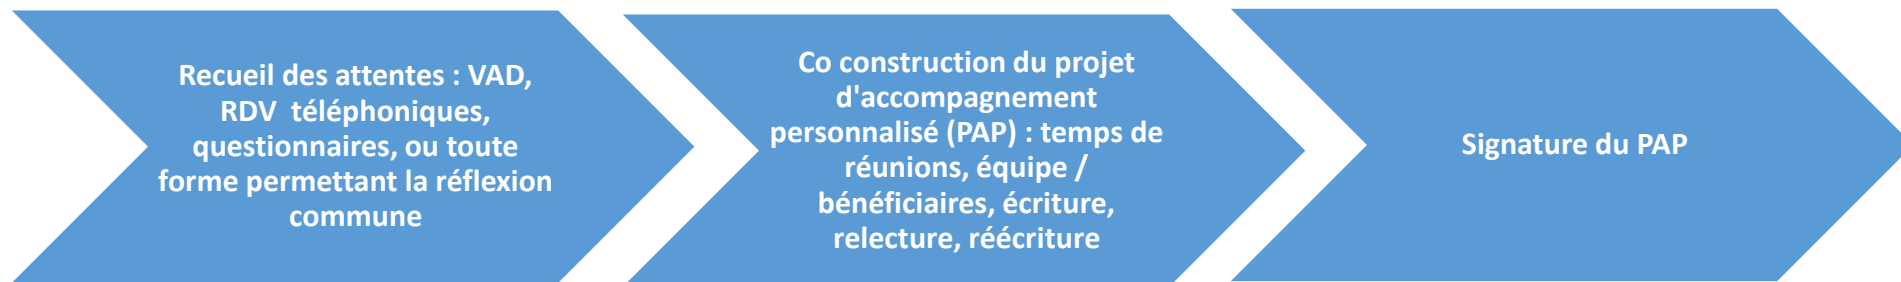 Recueil des attentes : VAD,
RDV  téléphoniques,
questionnaires, ou toute
forme permettant la réflexion
commune
Co construction du projet
d'accompagnement
personnalisé (PAP) : temps de
réunions, équipe /
bénéficiaires, écriture,
relecture, réécriture
Signature du PAP